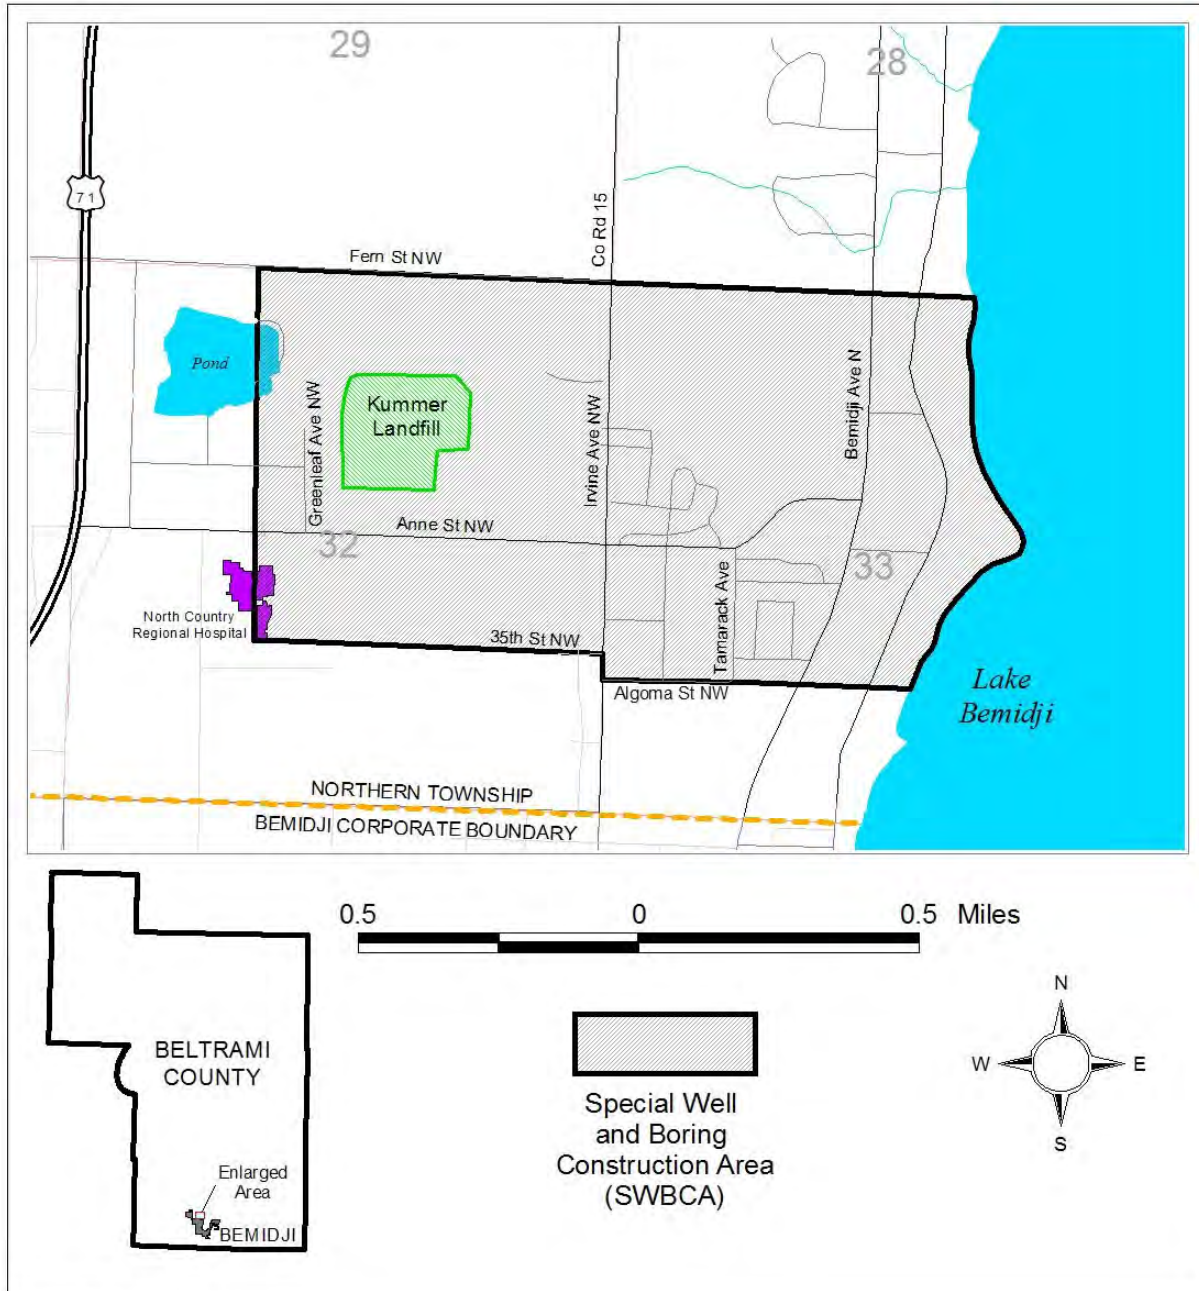 29
28
71
Co Rd 15
Fern St NW
Pond
Kummer
Landfill
Greenleaf Ave NW
Irvine Ave NW
Bemidji Ave N
Anne St NW
32
33
North Country
Regional Hospital
35th St NW
Tamarack Ave
Algoma St NW
Lake
Bemidji
NORTHERN TOWNSHIP
BEMIDJI CORPORATE BOUNDARY
0.5
0
0.5 Miles
BELTRAMI
COUNTY
Enlarged
Area
BEMIDJI
Special Well
and Boring
Construction Area
(SWBCA)
N
W
E
S